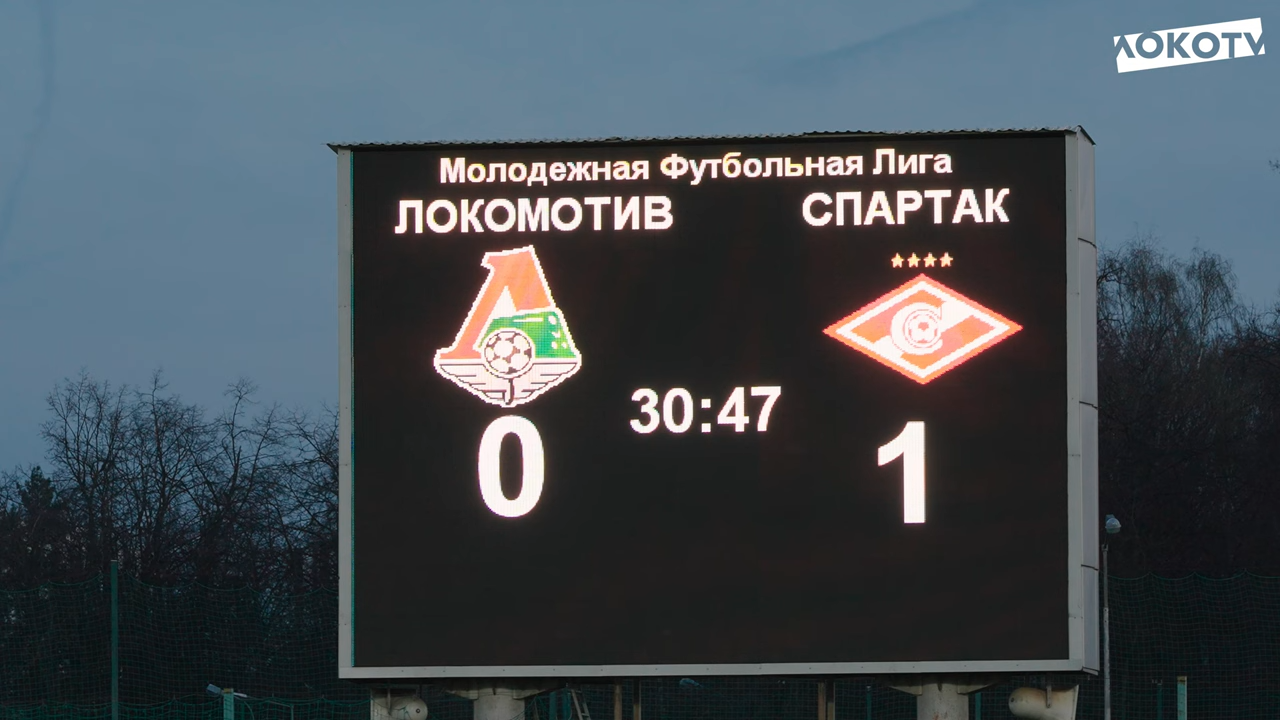 ЛОКОTV
Молодежная Футбольная Лига
ЛОКОМОТИВ СПАРТАК
30:47
0 1